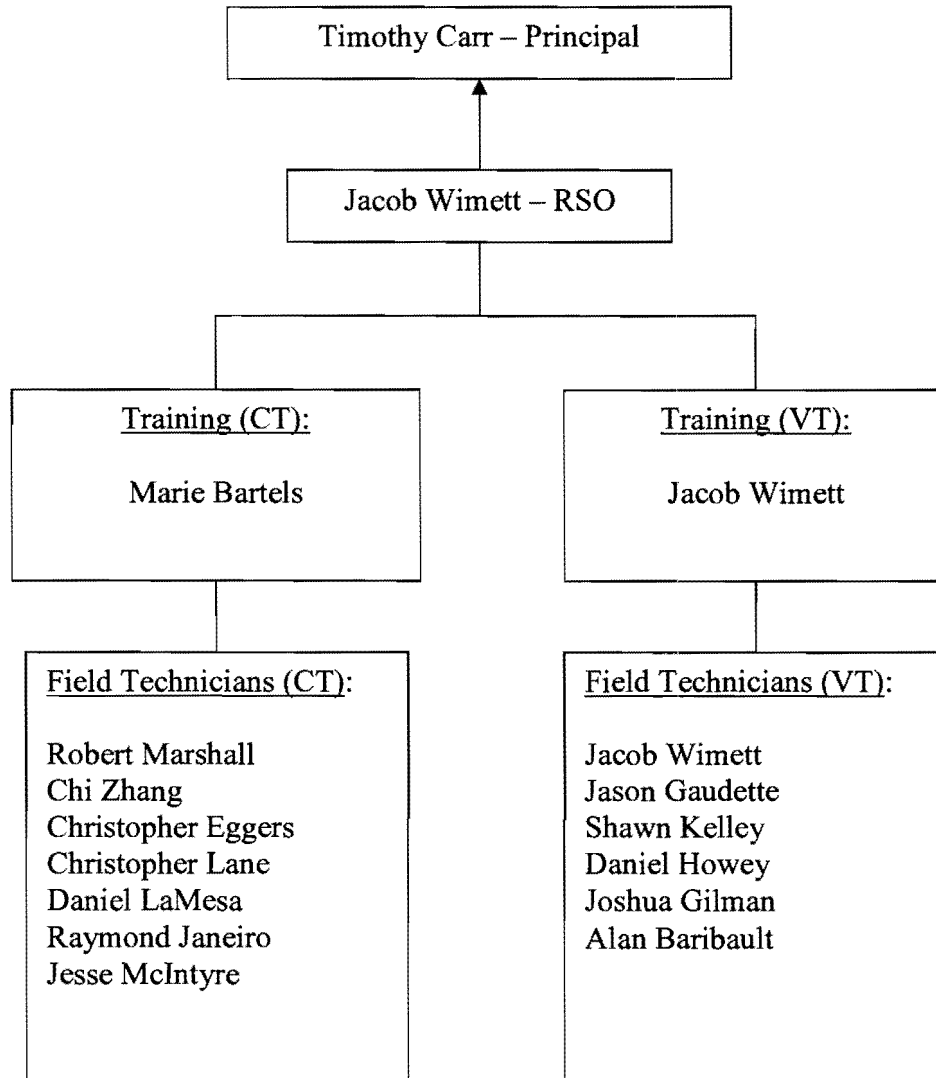 Timothy Carr – Principal
Jacob Wimett – RSO
Training (CT):
Marie Bartels
Training (VT):
Jacob Wimett
Field Technicians (CT):
Robert Marshall
Chi Zhang
Christopher Eggers
Christopher Lane
Daniel LaMesa
Raymond Janeiro
Jesse McIntyre
Field Technicians (VT):
Jacob Wimett
Jason Gaudette
Shawn Kelley
Daniel Howey
Joshua Gilman
Alan Baribault